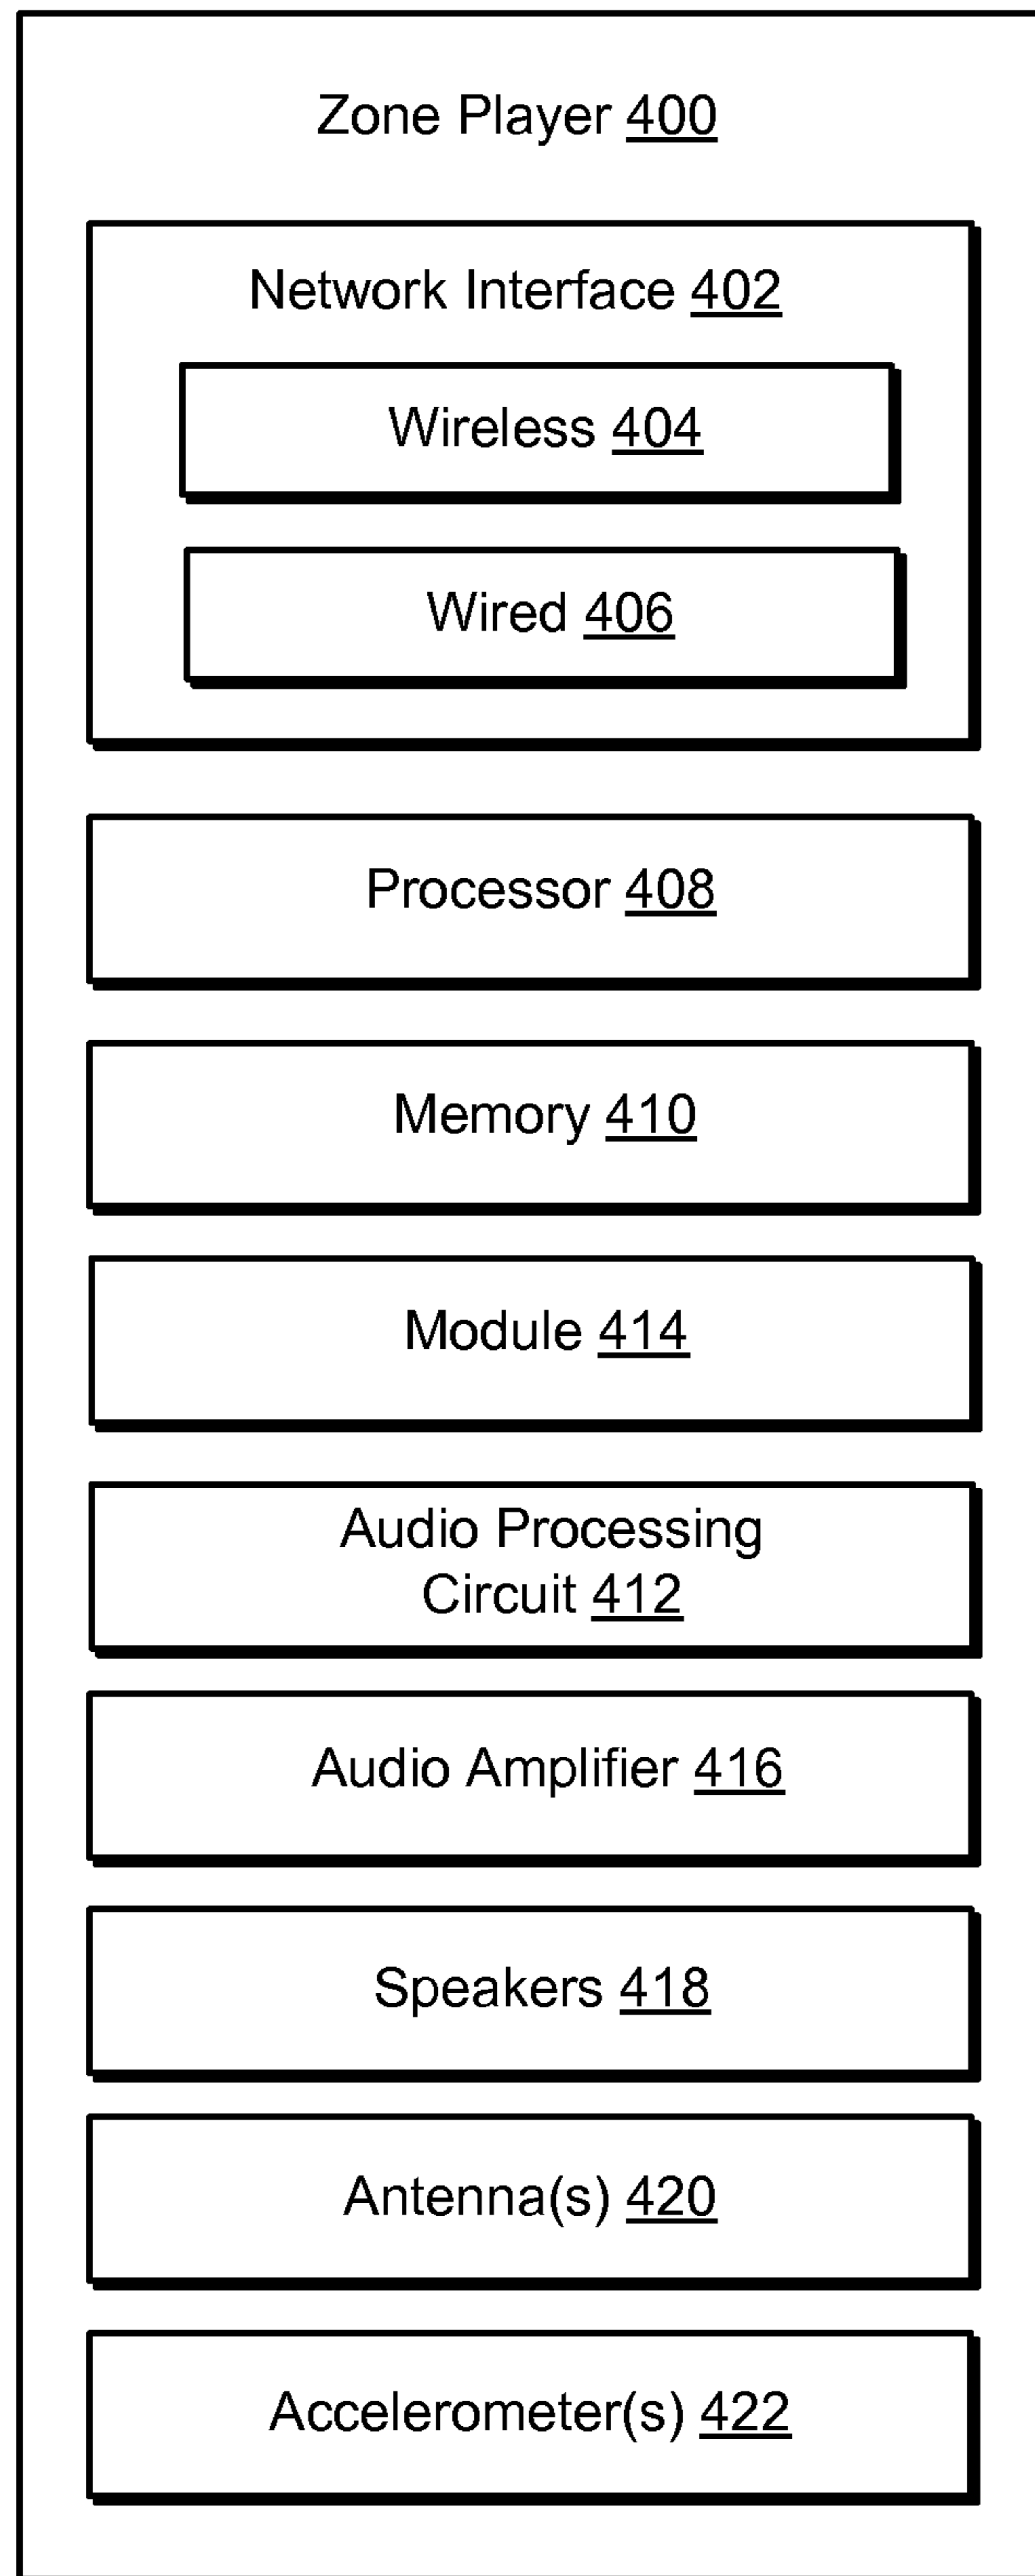 Zone Player 400
Network Interface 402
Wireless 404
Wired 406
Processor 408
Memory 410
Module 414
Audio Processing
Circuit 412
Audio Amplifier 416
Speakers 418
Antenna(s) 420
Accelerometer(s) 422